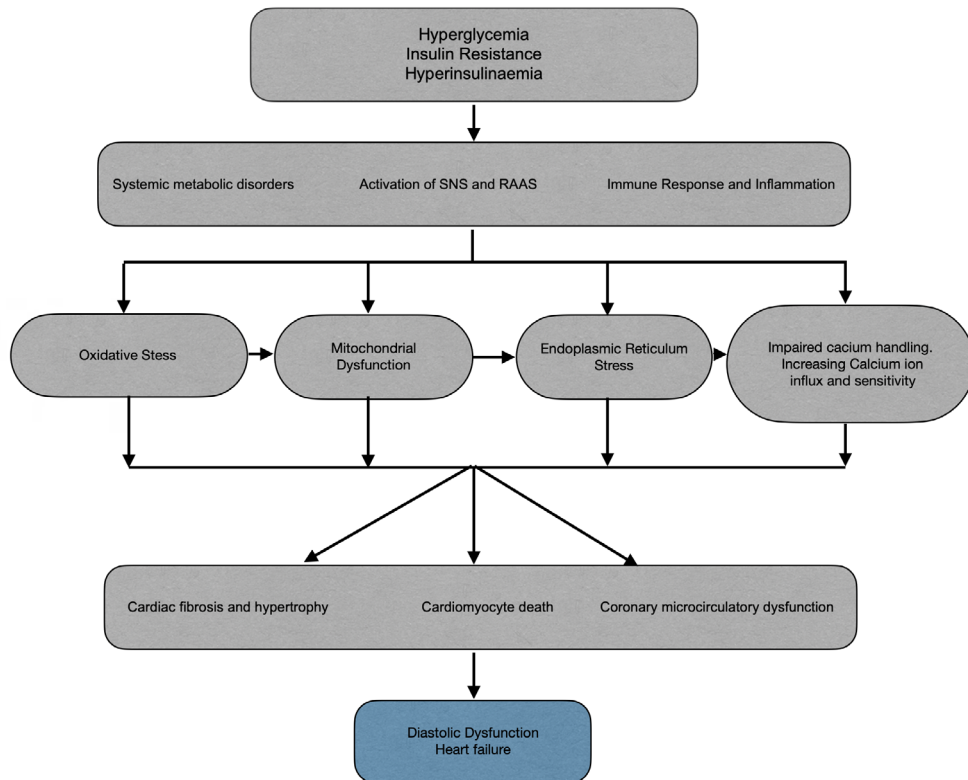 Hyperglycemia
Insulin Resistance
Hyperinsulinaemia
Systemic metabolic disorders
Activation of SNS and RAAS
Immune Response and Inflammation
Oxidative Stess
Mitochondrial
Dysfunction
Endoplasmic Reticulum
Stress
Impaired cacium handling.
Increasing Calcium ion
influx and sensitivity
Cardiac fibrosis and hypertrophy
Cardiomyocyte death
Coronary microcirculatory dysfunction
Diastolic Dysfunction
Heart failure